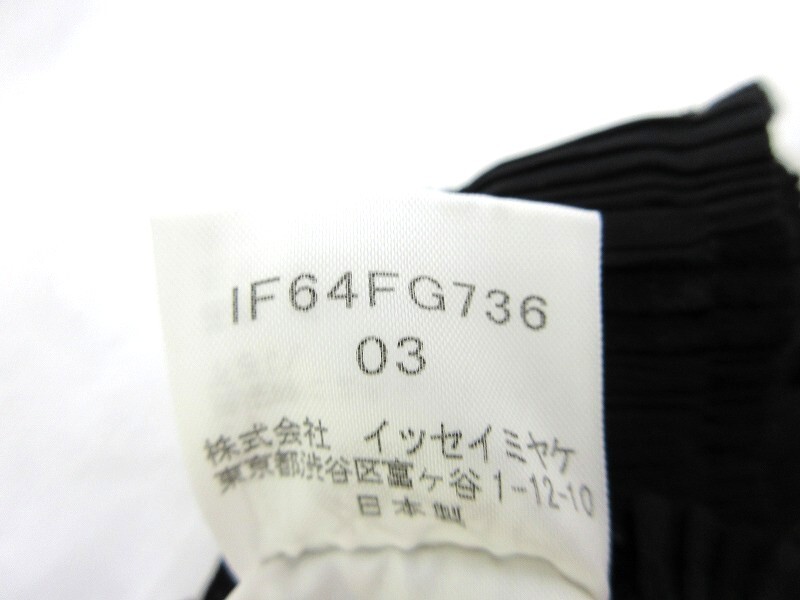 IF64FG736
03
株式会社 イッセイミヤケ
東京都渋谷区富ヶ谷 1-12-10
日本製